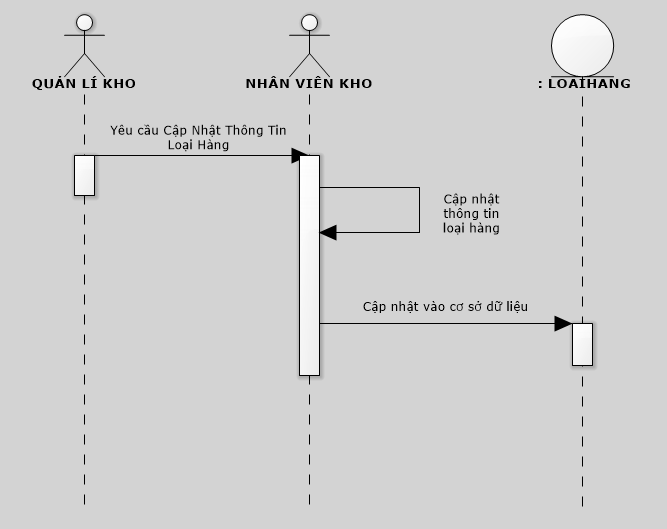 QUẢN LÍ KHO
NHÂN VIÊN KHO
: LOAIHANG
Yêu cầu Cập Nhật Thông Tin
Loại Hàng
Cập nhật
thông tin
loại hàng
Cập nhật vào cơ sở dữ liệu